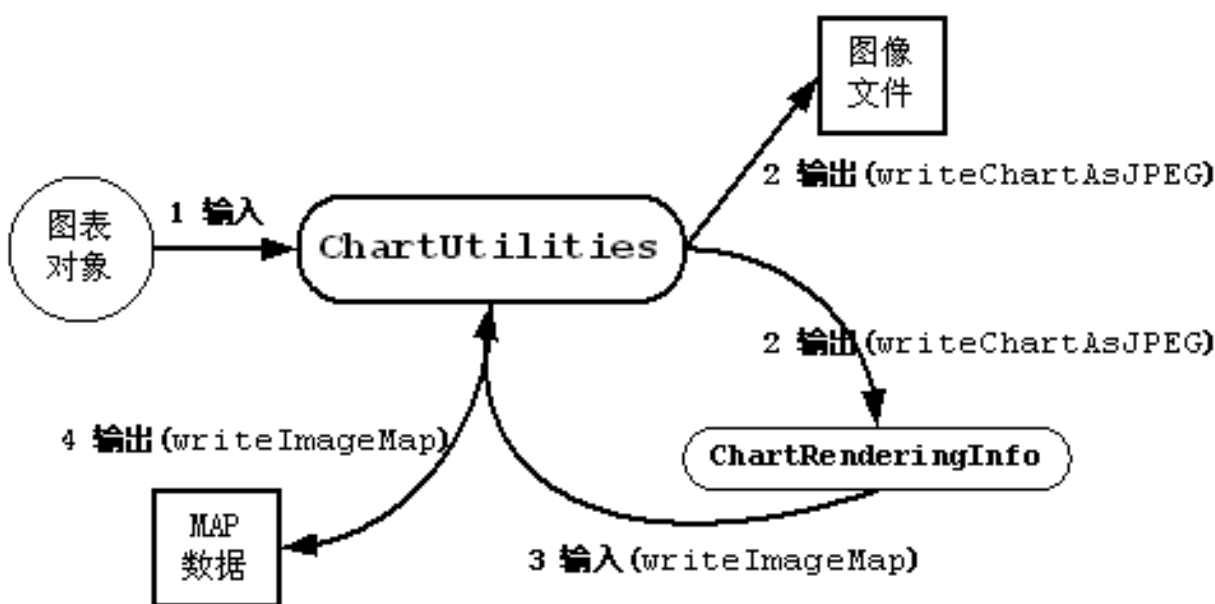 图像
文件
2 输出(writeChartAsJPEG)
1 输入
图表
对象
ChartUtilities
2 输出(writeChartAsJPEG)
4 输出(writeImageMap)
ChartRenderingInfo
MAP
数据
3 输入(writeImageMap)